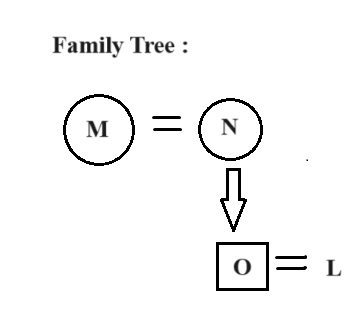 Family Tree :
M = N
O = L